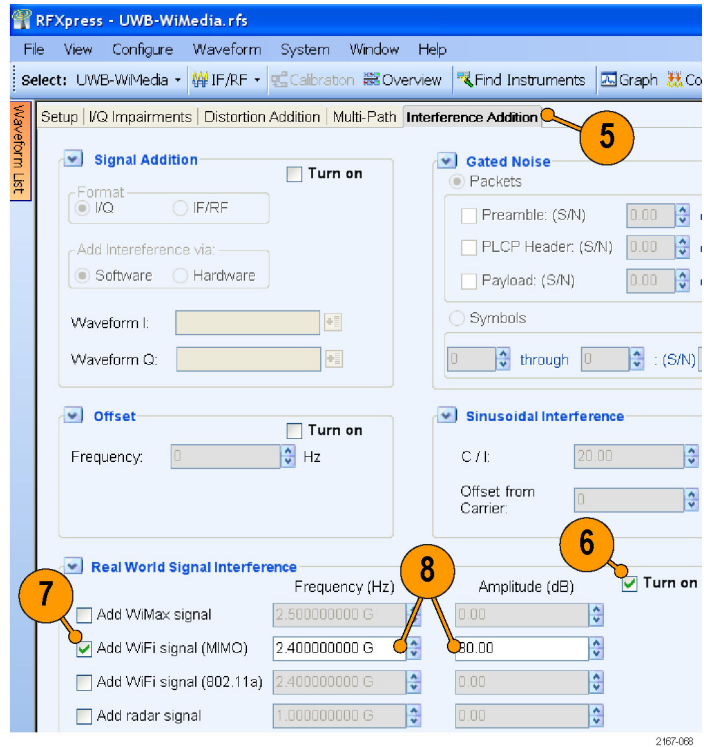 RFXpress - UWB-WiMedia.rfs
File View Configure Waveform System Window Help
Select: UWB-WiMedia IF/RF Calibration Overview Find Instruments Graph
Waveform List
Setup I/Q Impairments Distortion Addition Multi-Path Interference Addition
5
Signal Addition
Turn on
Format
I/Q IF/RF
Add Intereference via:
Software Hardware
Waveform I:
Waveform Q:
Gated Noise
Packets
Preamble: (S/N) 0.00
PLCP Header: (S/N) 0.00
Payload: (S/N) 0.00
Symbols
0 through 0 : (S/N)
Offset
Turn on
Frequency: 0 Hz
Sinusoidal Interference
C / I: 20.00
Offset from
Carrier: 0
6
Real World Signal Interference
Turn on
7
8
Frequency (Hz) Amplitude (dB)
Add WiMax signal 2.500000000 G 0.00
Add WiFi signal (MIMO) 2.400000000 G 30.00
Add WiFi signal (802.11a) 2.400000000 G 0.00
Add radar signal 1.000000000 G 0.00
2167-068